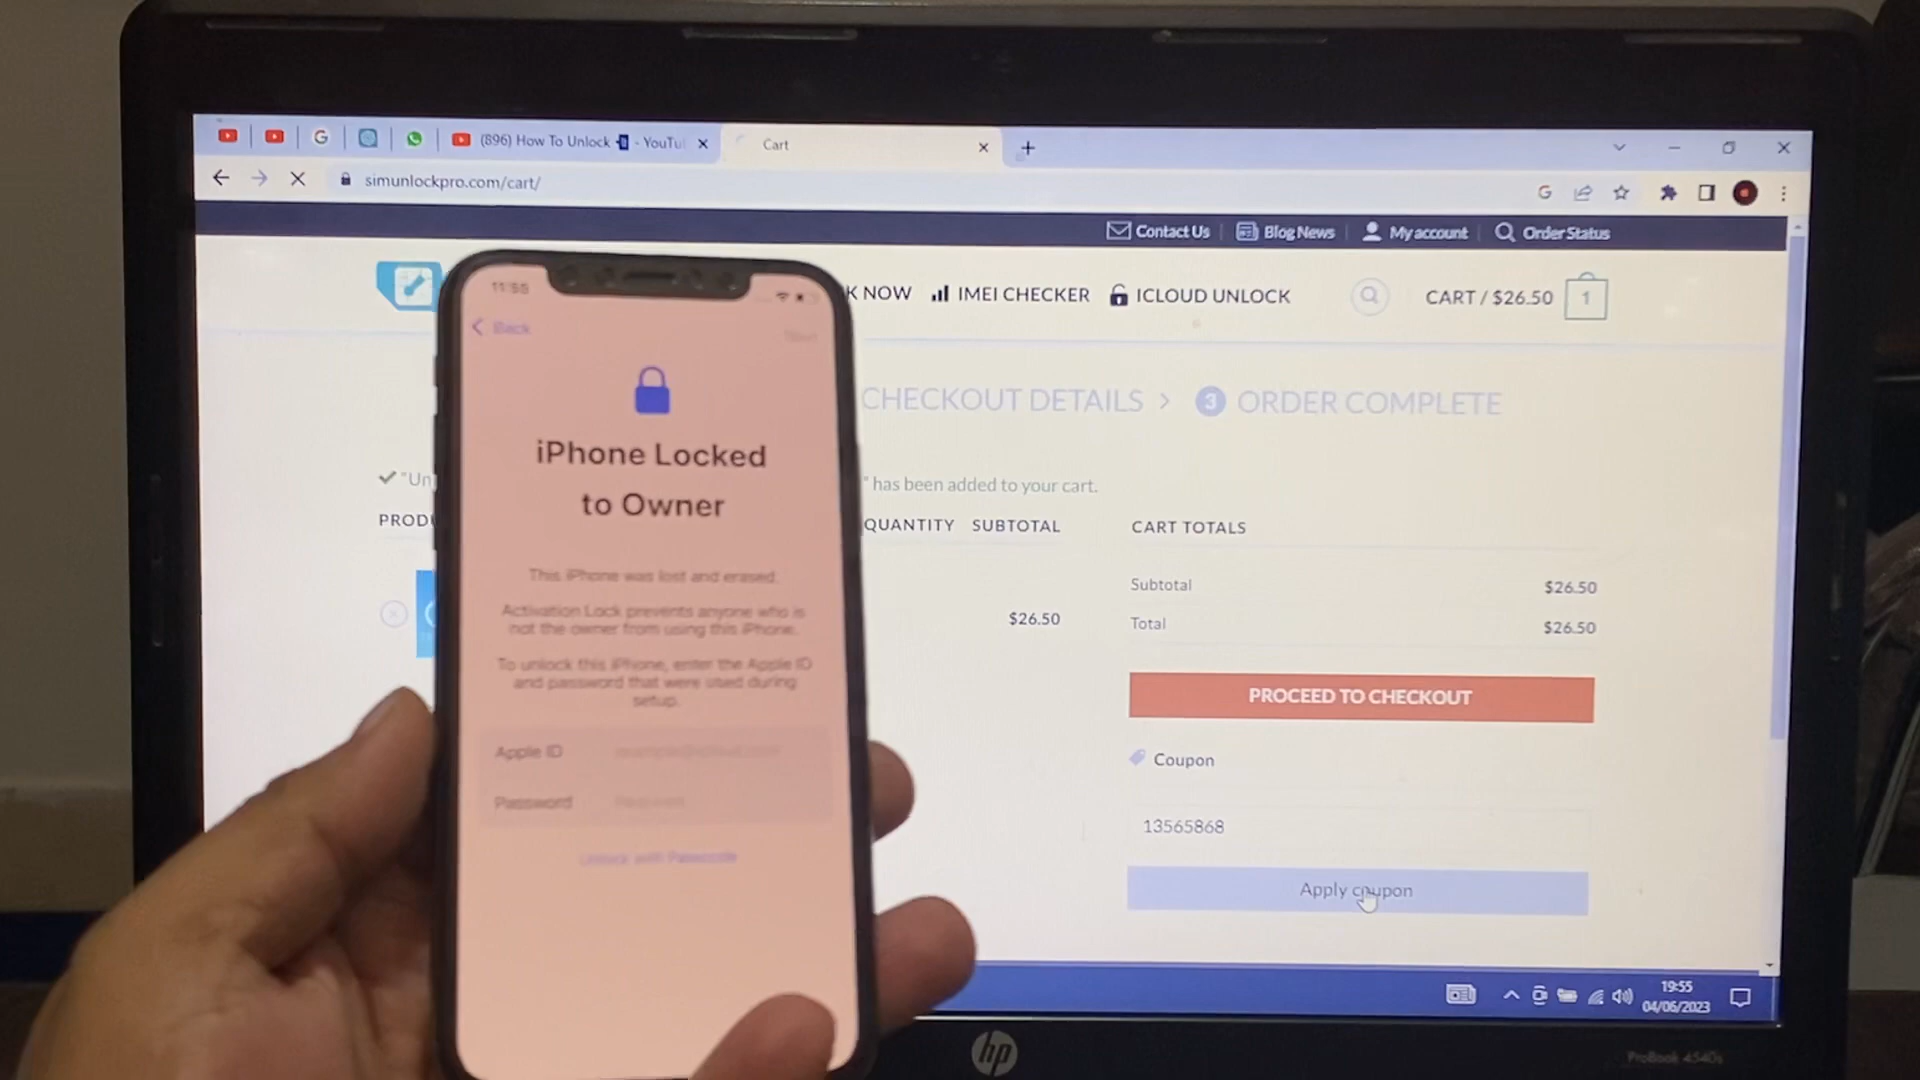 (896) How To Unlock - YouTu
Cart
simunlockpro.com/cart/
Contact Us
Blog News
My account
Order Status
K NOW
IMEI CHECKER
ICLOUD UNLOCK
CART / $26.50
1
CHECKOUT DETAILS
3 ORDER COMPLETE
"Un
" has been added to your cart.
PRODU
QUANTITY
SUBTOTAL
CART TOTALS
$26.50
Subtotal
$26.50
Total
$26.50
PROCEED TO CHECKOUT
Coupon
13565868
Apply coupon
19:55
04/06/2023
hp
ProBook 4540s
11:55
Back
iPhone Locked
to Owner
This iPhone was lost and erased.
Activation Lock prevents anyone who is
not the owner from using this iPhone.
To unlock this iPhone, enter the Apple ID
and password that were used during
setup.
Apple ID
example@icloud.com
Password
Unlock with Passcode